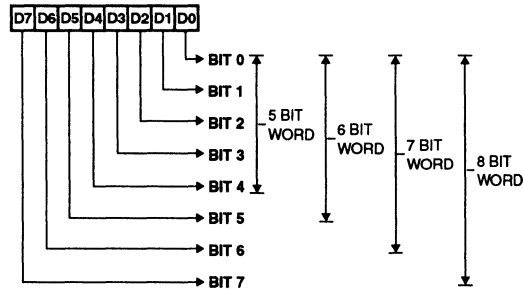 D7 D6 D5 D4 D3 D2 D1 D0
BIT 0
BIT 1
BIT 2
BIT 3
BIT 4
BIT 5
BIT 6
BIT 7
5 BIT
WORD
6 BIT
WORD
7 BIT
WORD
8 BIT
WORD